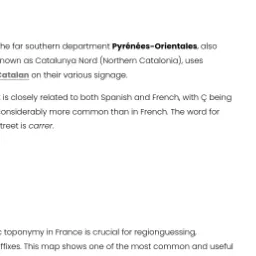 he far southern department Pyrénées-Orientales, also
nown as Catalunya Nord (Northern Catalonia), uses
Catalan on their various signage.
is closely related to both Spanish and French, with Ç being
onsiderably more common than in French. The word for
treet is carrer.
toponymy in France is crucial for regionguessing,
ffixes. This map shows one of the most common and useful